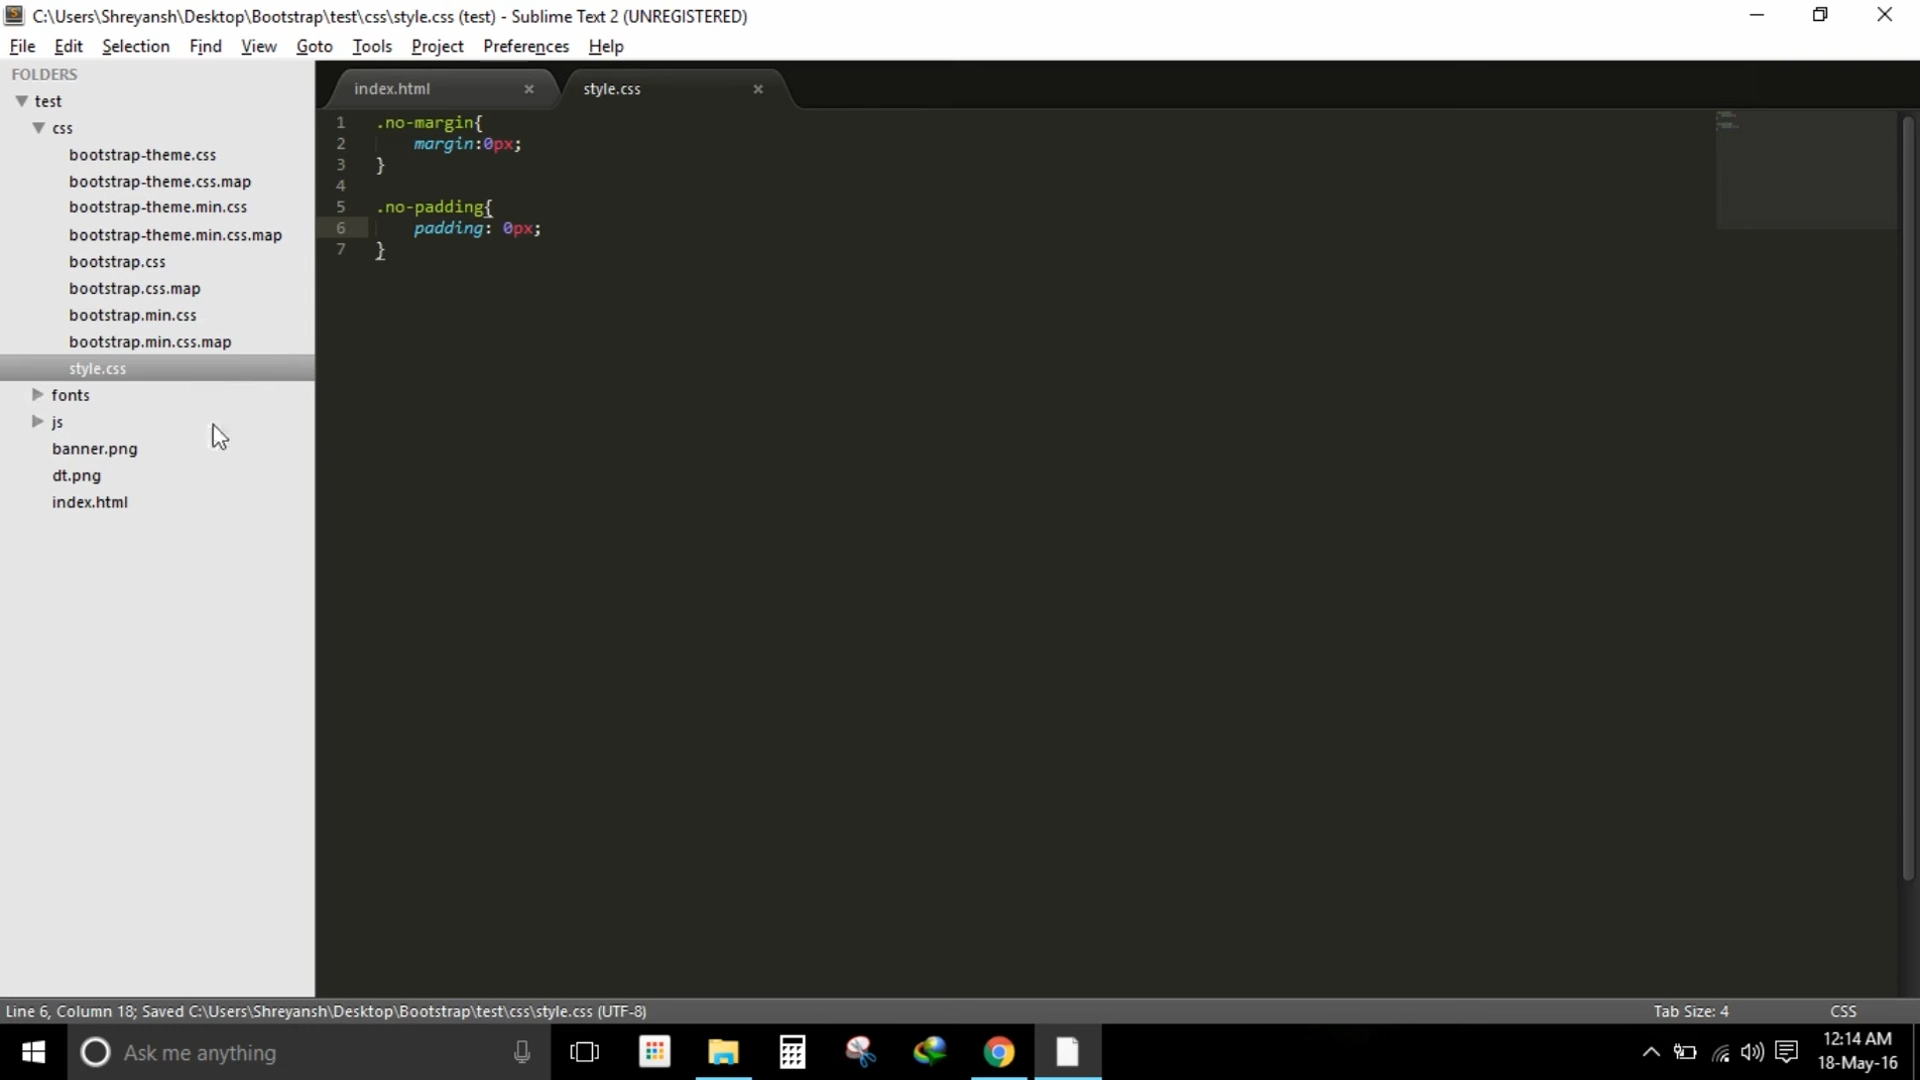 C:\Users\Shreyansh\Desktop\Bootstrap\test\css\style.css (test) - Sublime Text 2 (UNREGISTERED)
File Edit Selection Find View Goto Tools Project Preferences Help
FOLDERS
test
css
bootstrap-theme.css
bootstrap-theme.css.map
bootstrap-theme.min.css
bootstrap-theme.min.css.map
bootstrap.css
bootstrap.css.map
bootstrap.min.css
bootstrap.min.css.map
style.css
fonts
js
banner.png
dt.png
index.html
index.html × style.css ×
1 .no-margin{
2 margin:0px;
3 }
4
5 .no-padding{
6 padding: 0px;
7 }
Line 6, Column 18; Saved C:\Users\Shreyansh\Desktop\Bootstrap\test\css\style.css (UTF-8) Tab Size: 4 CSS
Ask me anything
12:14 AM
18-May-16